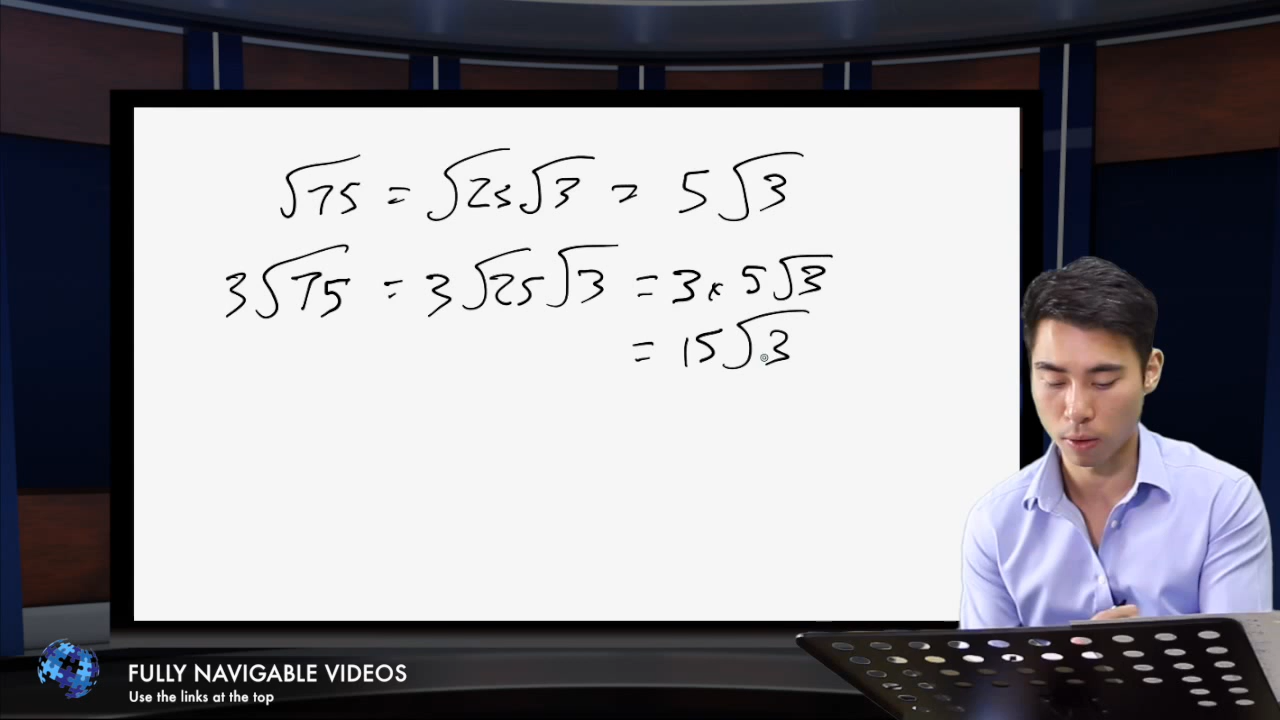 √75 = √25 √3 = 5 √3
3 √75 = 3 √25 √3 = 3 × 5 √3
= 15 √3
FULLY NAVIGABLE VIDEOS
Use the links at the top